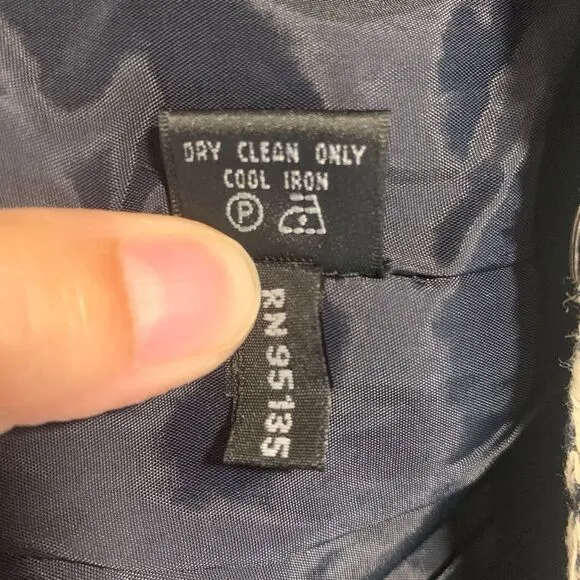 DRY CLEAN ONLY
COOL IRON
P
RN 95135